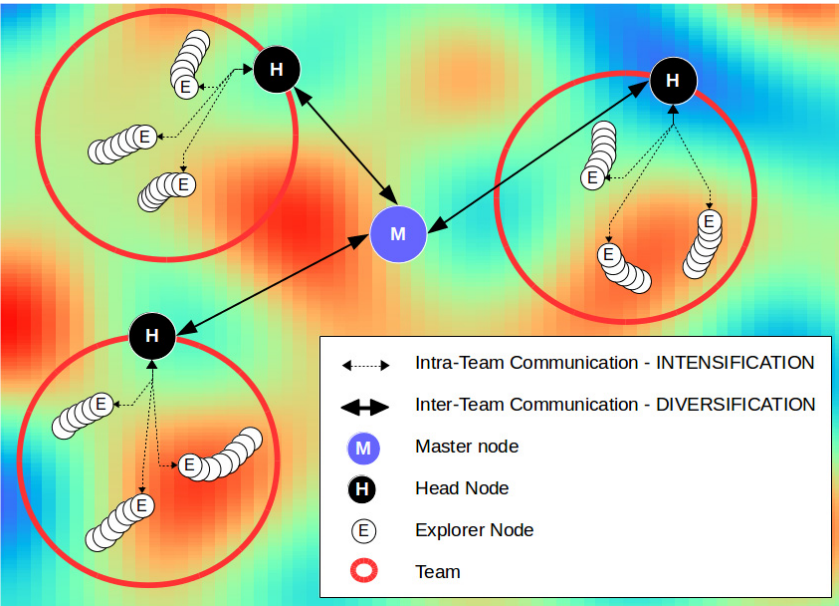 H
H
E
E
E
E
M
E
E
H
E
E
E
Intra-Team Communication - INTENSIFICATION
Inter-Team Communication - DIVERSIFICATION
M Master node
H Head Node
E Explorer Node
Team